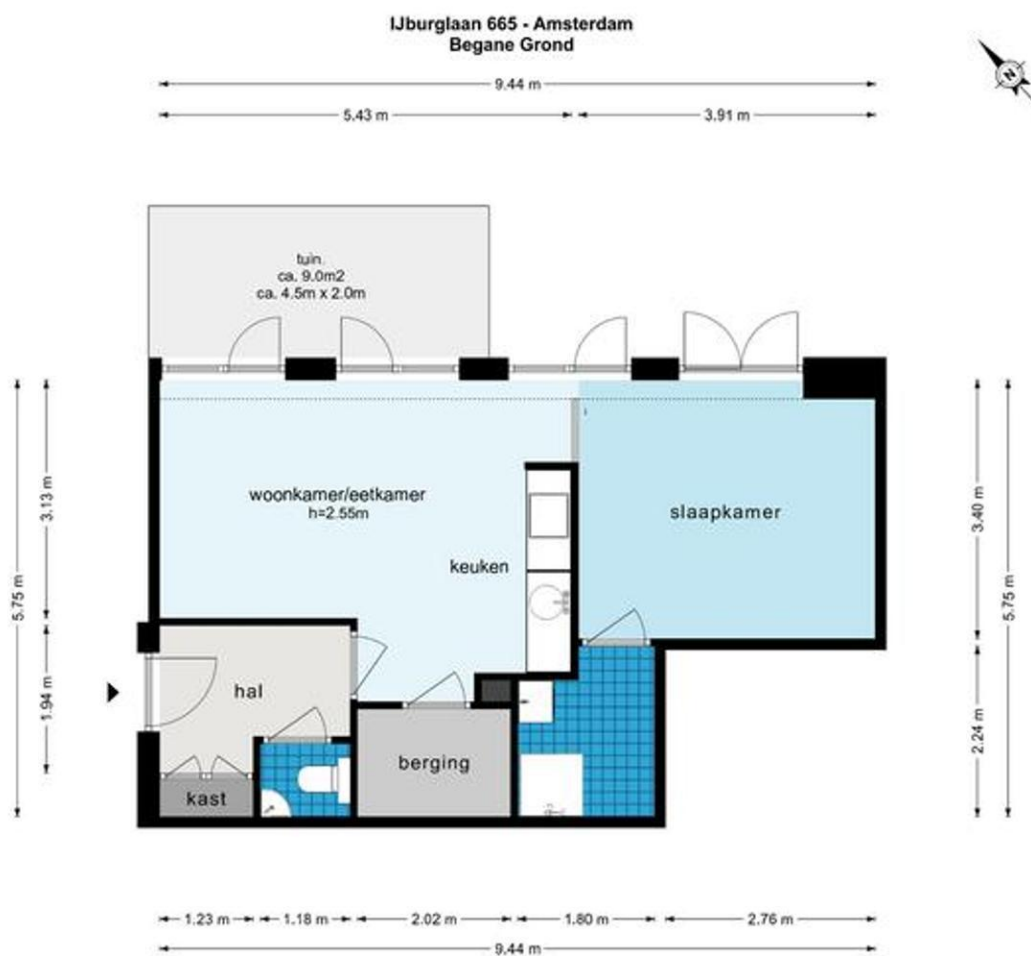 IJburglaan 665 - Amsterdam
Begane Grond
N
9.44 m
5.43 m
3.91 m
tuin.
ca. 9.0m2
ca. 4.5m x 2.0m
woonkamer/eetkamer
h=2.55m
slaapkamer
keuken
hal
berging
kast
5.75 m
3.13 m
1.94 m
3.40 m
5.75 m
2.24 m
1.23 m
1.18 m
2.02 m
1.80 m
2.76 m
9.44 m